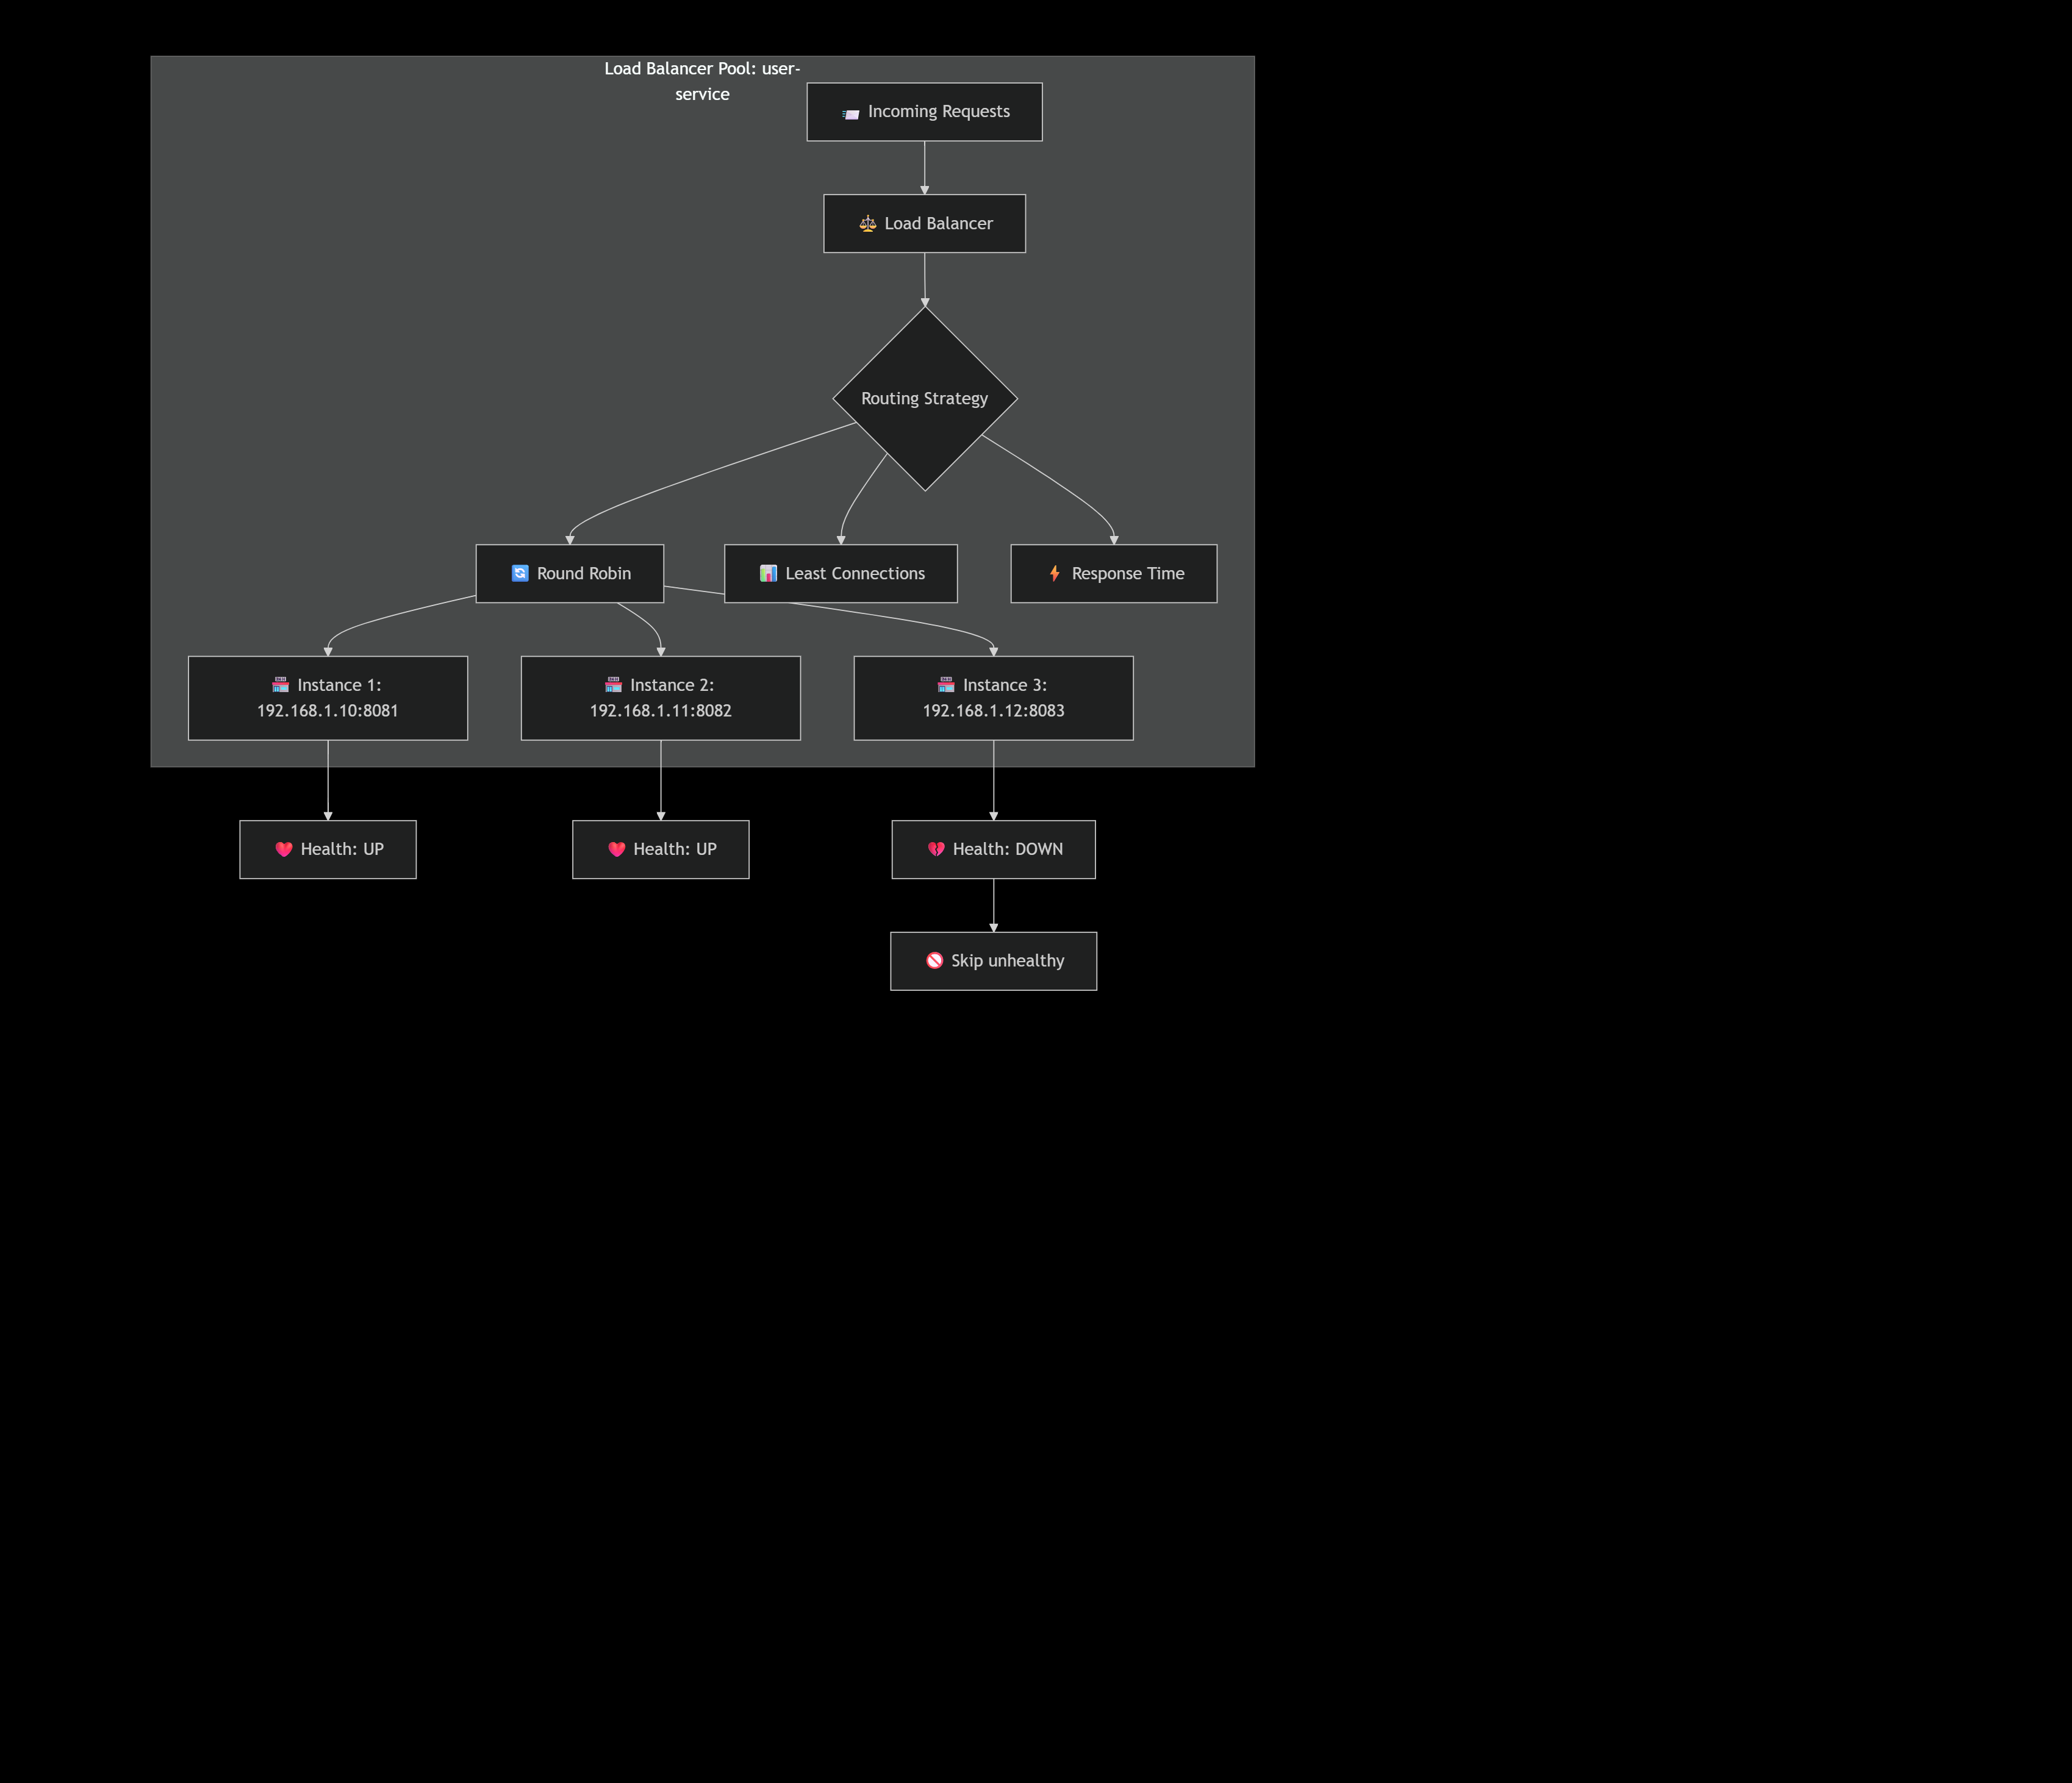 Load Balancer Pool: user-
service
Incoming Requests
Load Balancer
Routing Strategy
Round Robin
Least Connections
Response Time
Instance 1:
192.168.1.10:8081
Instance 2:
192.168.1.11:8082
Instance 3:
192.168.1.12:8083
Health: UP
Health: UP
Health: DOWN
Skip unhealthy